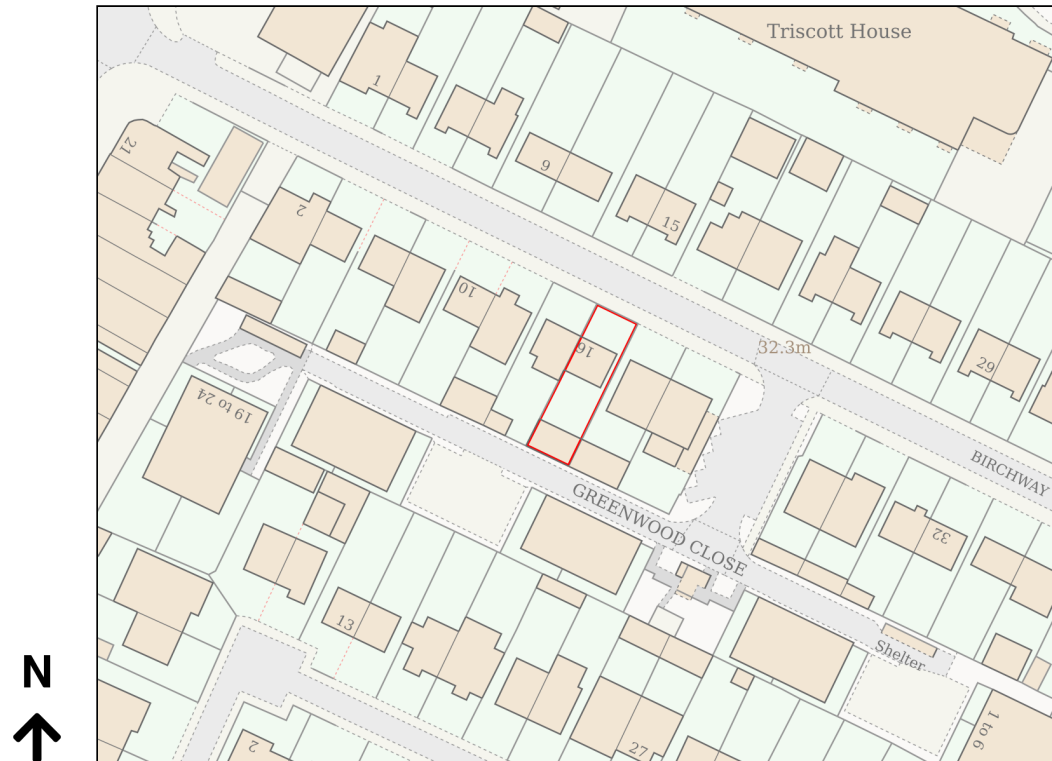 Triscott House
1
21
9
2
15
10
32.3m
16
29
19 to 24
BIRCHWAY
GREENWOOD CLOSE
32
13
Shelter
N
2
27
1 to 6